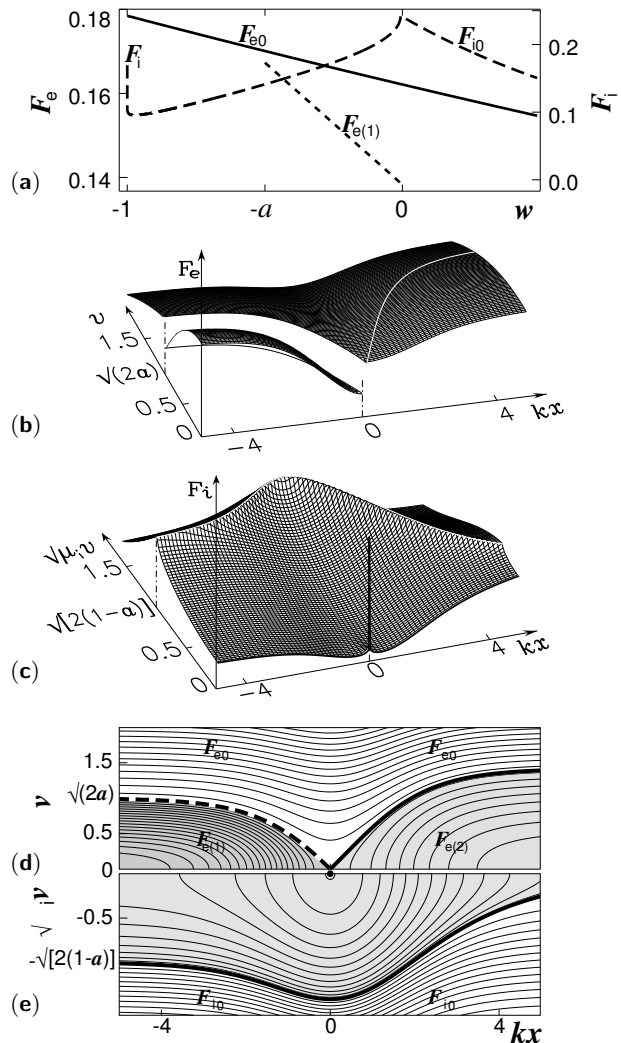 0.18
0.16
0.14
F_e
F_i
F_e0
F_i0
F_e(1)
0.2
0.1
0.0
F_i
(a)
-1
-a
0
w
F_e
υ
1.5
√(2a)
0.5
0
(b)
-4
0
4
kx
F_i
√μ_i υ
1.5
√[2(1-a)]
0.5
0
(c)
-4
0
4
kx
F_e0
F_e0
1.5
v
√(2a)
0.5
F_e(1)
F_e(2)
(d)
0
√ i v
-0.5
-√[2(1-a)]
F_i0
F_i0
(e)
-4
0
4
kx